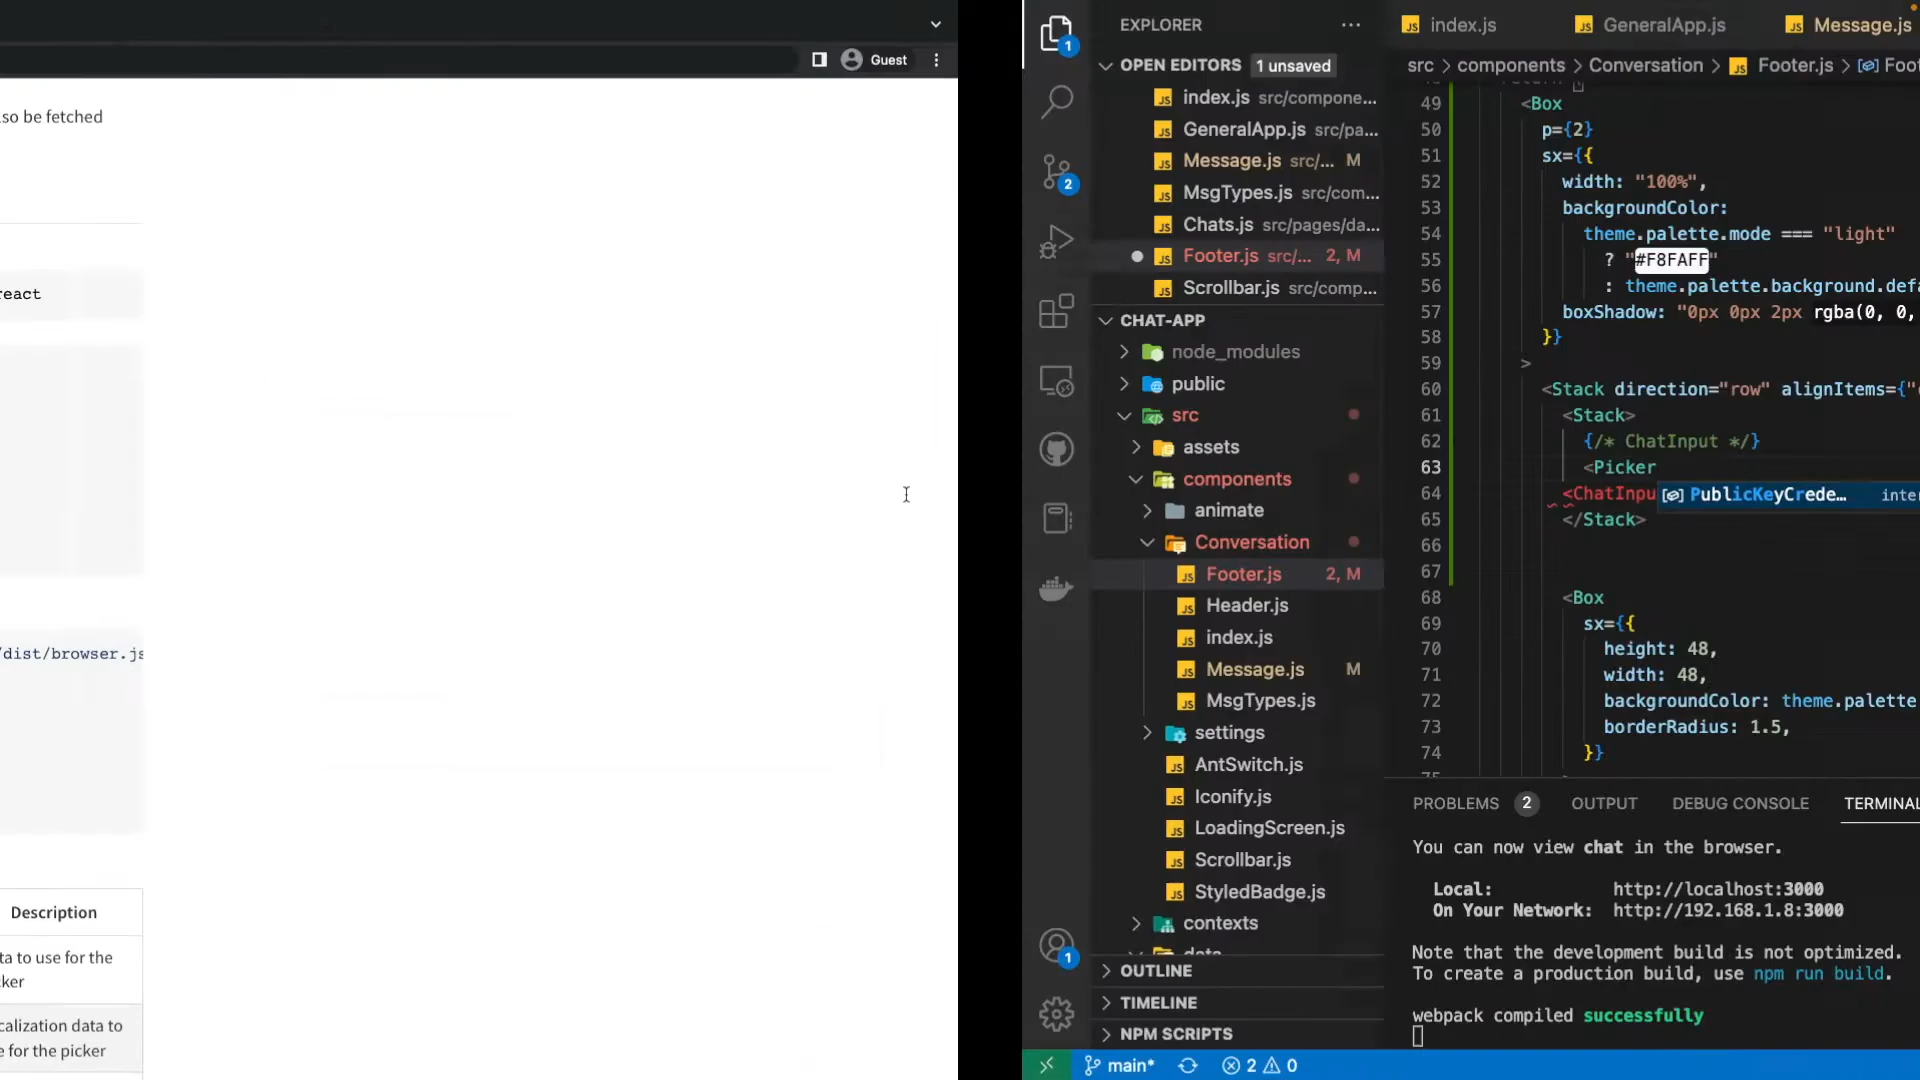 Guest
so be fetched
react
/dist/browser.js
Description
ta to use for the
ker
calization data to
e for the picker
EXPLORER
OPEN EDITORS 1 unsaved
index.js src/compone...
GeneralApp.js src/pa...
Message.js src/... M
MsgTypes.js src/com...
Chats.js src/pages/da...
Footer.js src/... 2, M
Scrollbar.js src/comp...
CHAT-APP
node_modules
public
src
assets
components
animate
Conversation
Footer.js 2, M
Header.js
index.js
Message.js M
MsgTypes.js
settings
AntSwitch.js
Iconify.js
LoadingScreen.js
Scrollbar.js
StyledBadge.js
contexts
data
OUTLINE
TIMELINE
NPM SCRIPTS
1
2
1
index.js GeneralApp.js Message.js
src > components > Conversation > Footer.js > Foot
49 <Box
50 p={2}
51 sx={{
52 width: "100%",
53 backgroundColor:
54 theme.palette.mode === "light"
55 ? "#F8FAFF"
56 : theme.palette.background.defa
57 boxShadow: "0px 0px 2px rgba(0, 0,
58 }}
59 >
60 <Stack direction="row" alignItems={"
61 <Stack>
62 {/* ChatInput */}
63 <Picker
64 <ChatInpu PublicKeyCrede... inter
65 </Stack>
66
67
68 <Box
69 sx={{
70 height: 48,
71 width: 48,
72 backgroundColor: theme.palette
73 borderRadius: 1.5,
74 }}
75 >
PROBLEMS 2 OUTPUT DEBUG CONSOLE TERMINAL
You can now view chat in the browser.
Local: http://localhost:3000
On Your Network: http://192.168.1.8:3000
Note that the development build is not optimized.
To create a production build, use npm run build.
webpack compiled successfully
main* 2 0